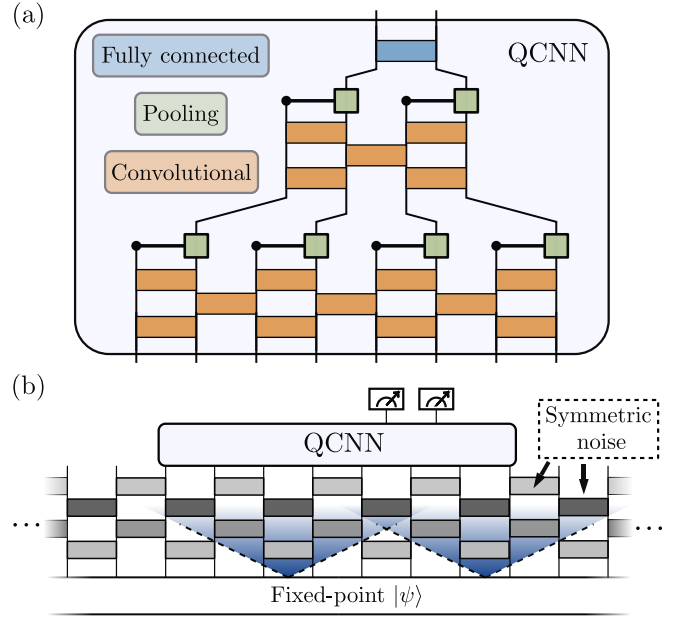 (a)
Fully connected
QCNN
Pooling
Convolutional
(b)
QCNN
Symmetric
noise
... ...
Fixed-point |ψ⟩